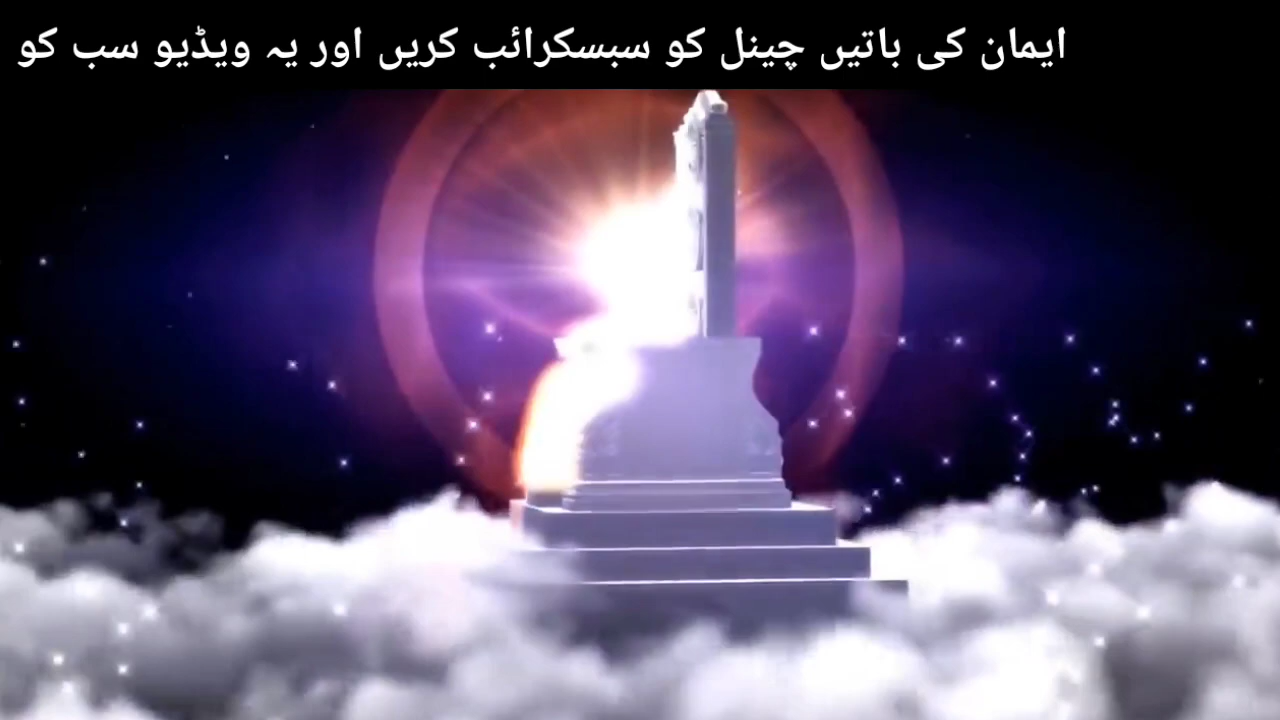 ایمان کی باتیں چینل کو سبسکرائب کریں اور یہ ویڈیو سب کو